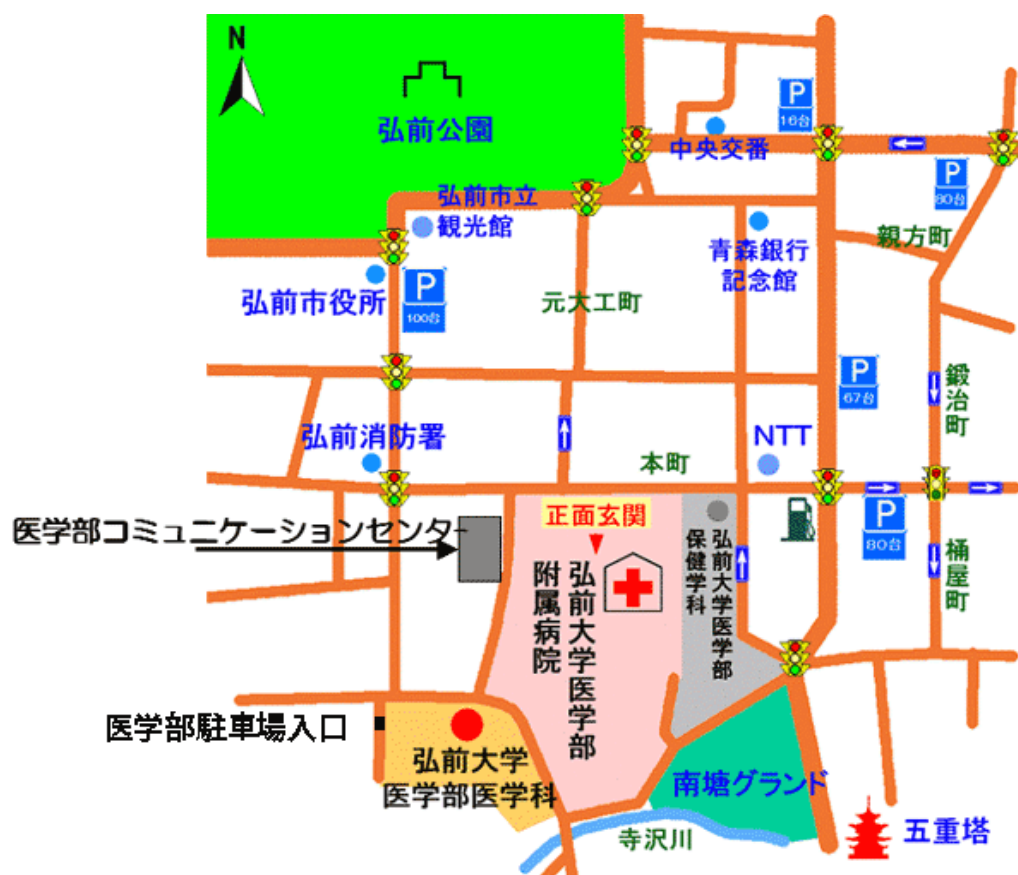 N
弘前公園
P
16台
中央交番
P
80台
弘前市立
観光館
青森銀行
記念館
親方町
弘前市役所
P
100台
元大工町
P
67台
鍛治町
弘前消防署
本町
NTT
医学部コミュニケーションセンター
正面玄関
弘前大学医学部
附属病院
弘前大学医学部
保健学科
P
80台
桶屋町
医学部駐車場入口
弘前大学
医学部医学科
南塘グランド
寺沢川
五重塔